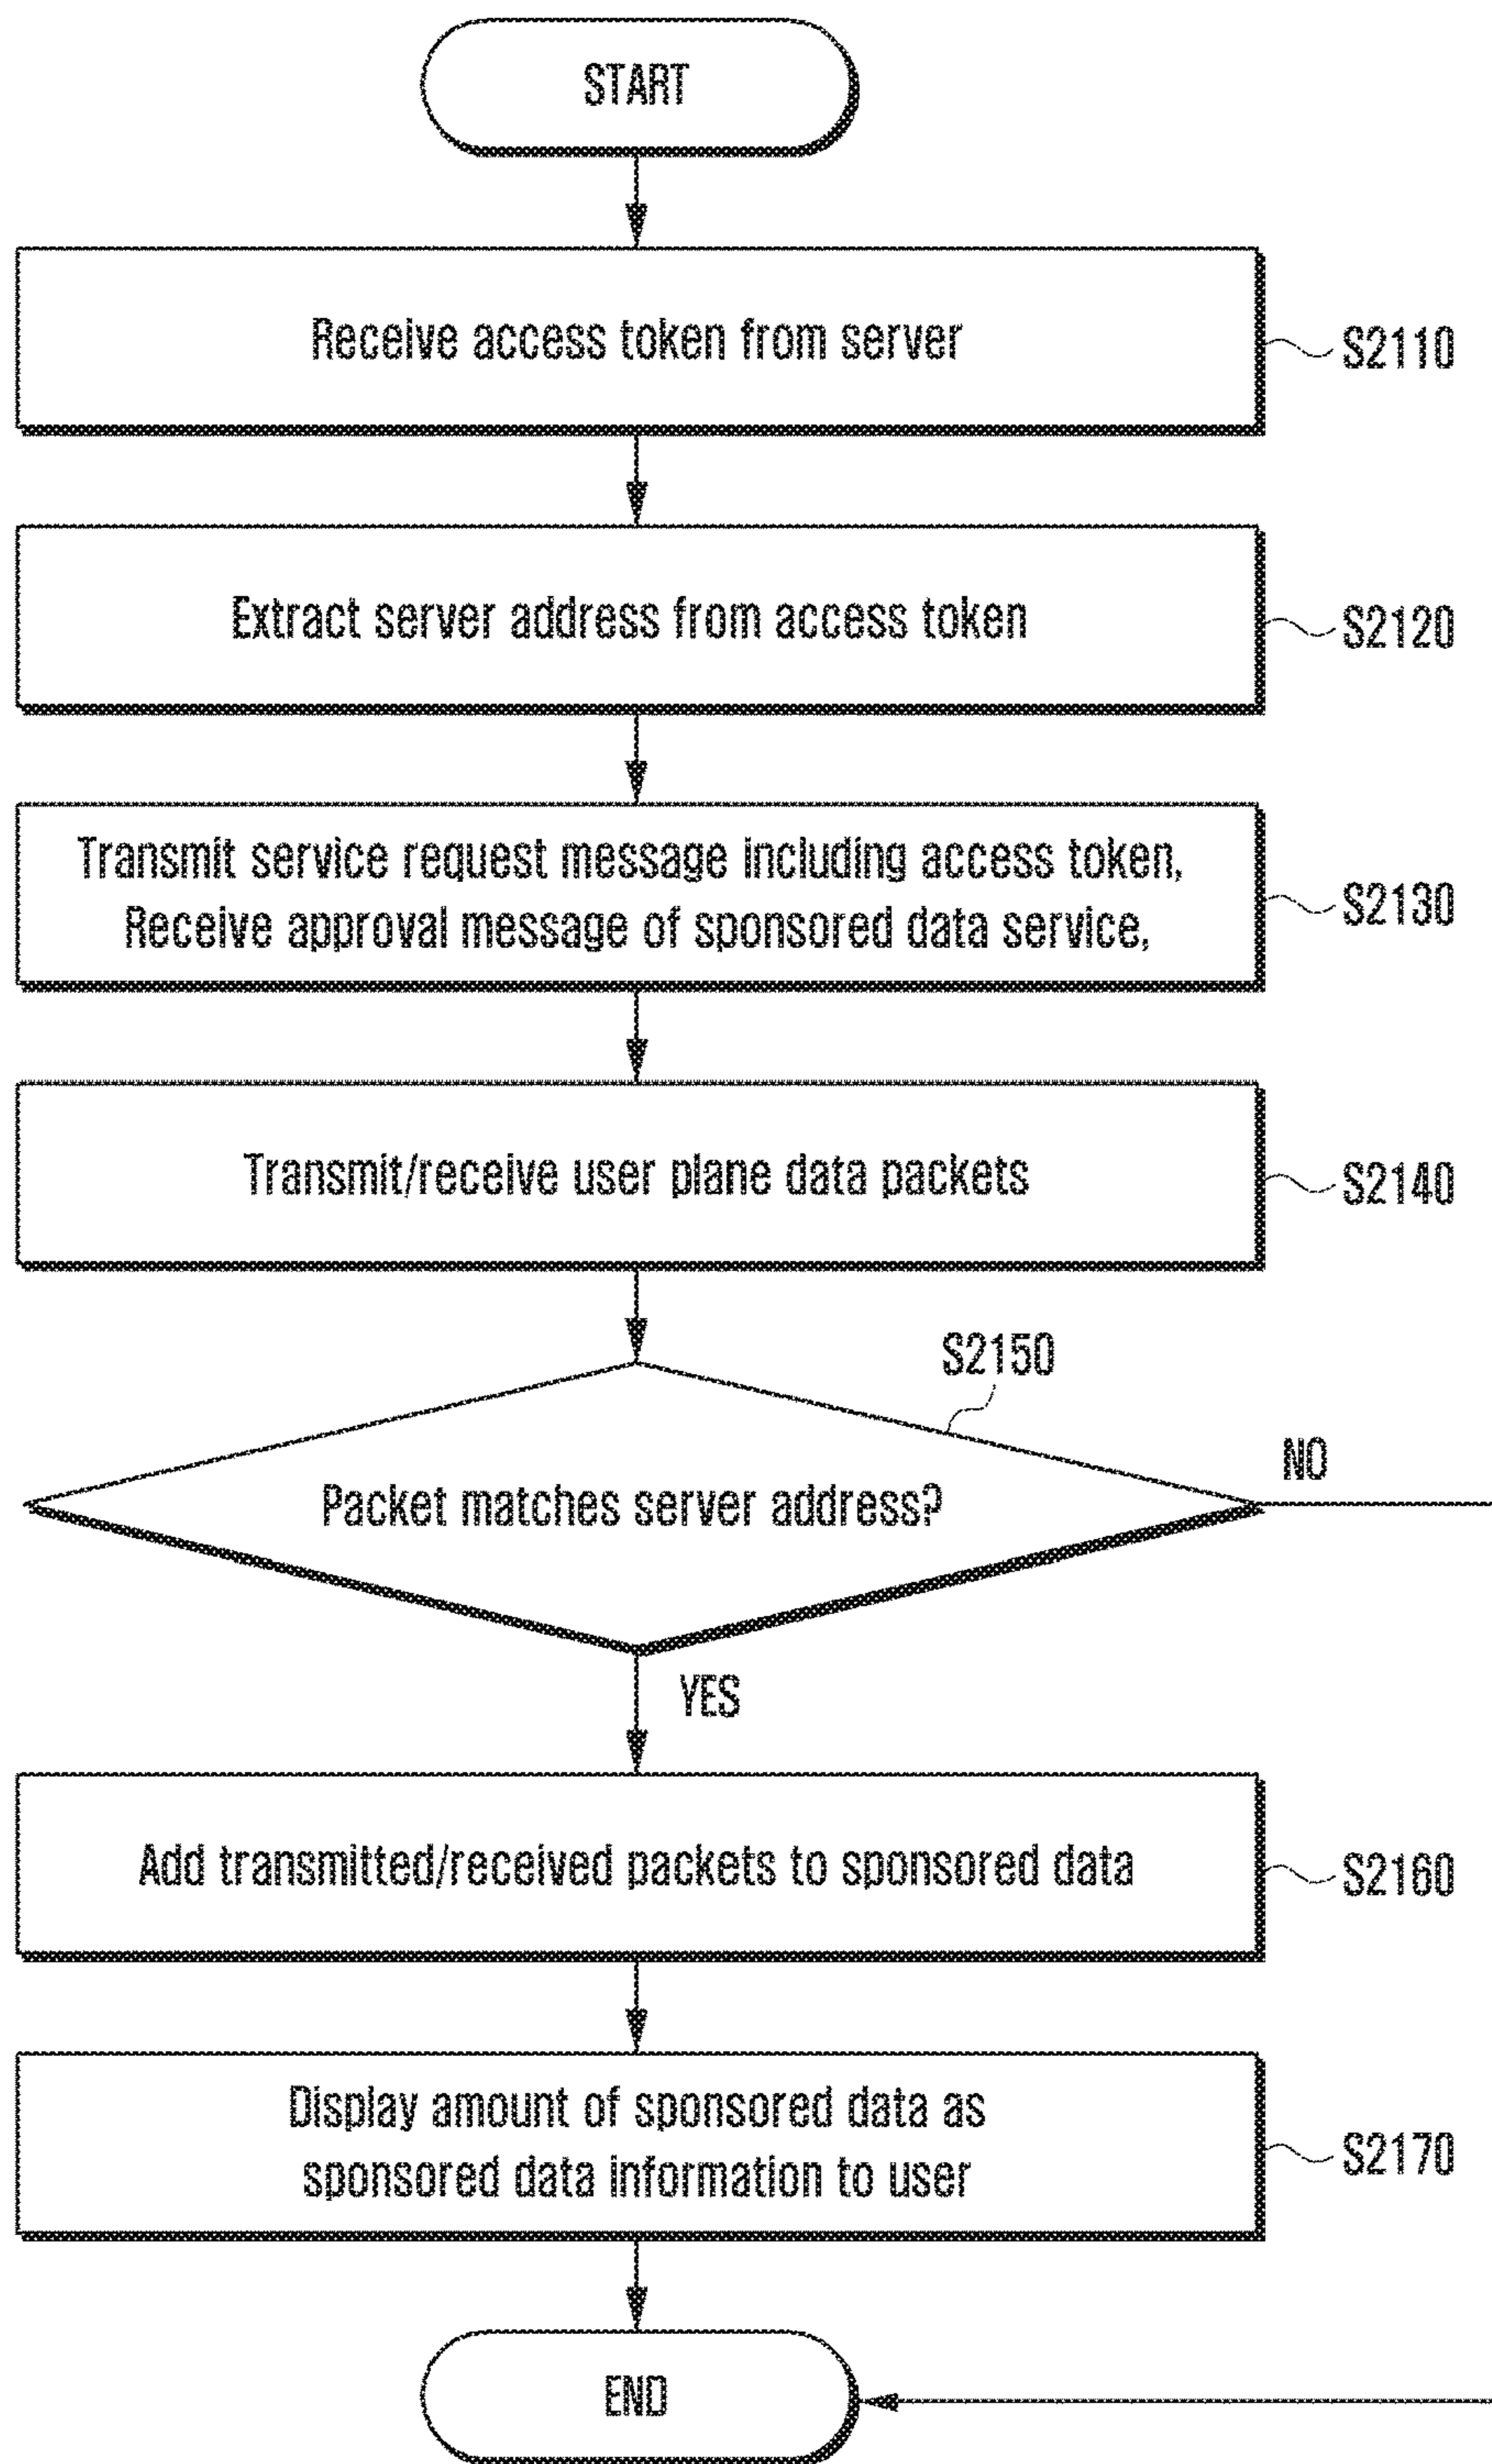 START
Receive access token from server
S2110
Extract server address from access token
S2120
Transmit service request message including access token,
Receive approval message of sponsored data service,
S2130
Transmit/receive user plane data packets
S2140
S2150
Packet matches server address?
NO
YES
Add transmitted/received packets to sponsored data
S2160
Display amount of sponsored data as
sponsored data information to user
S2170
END